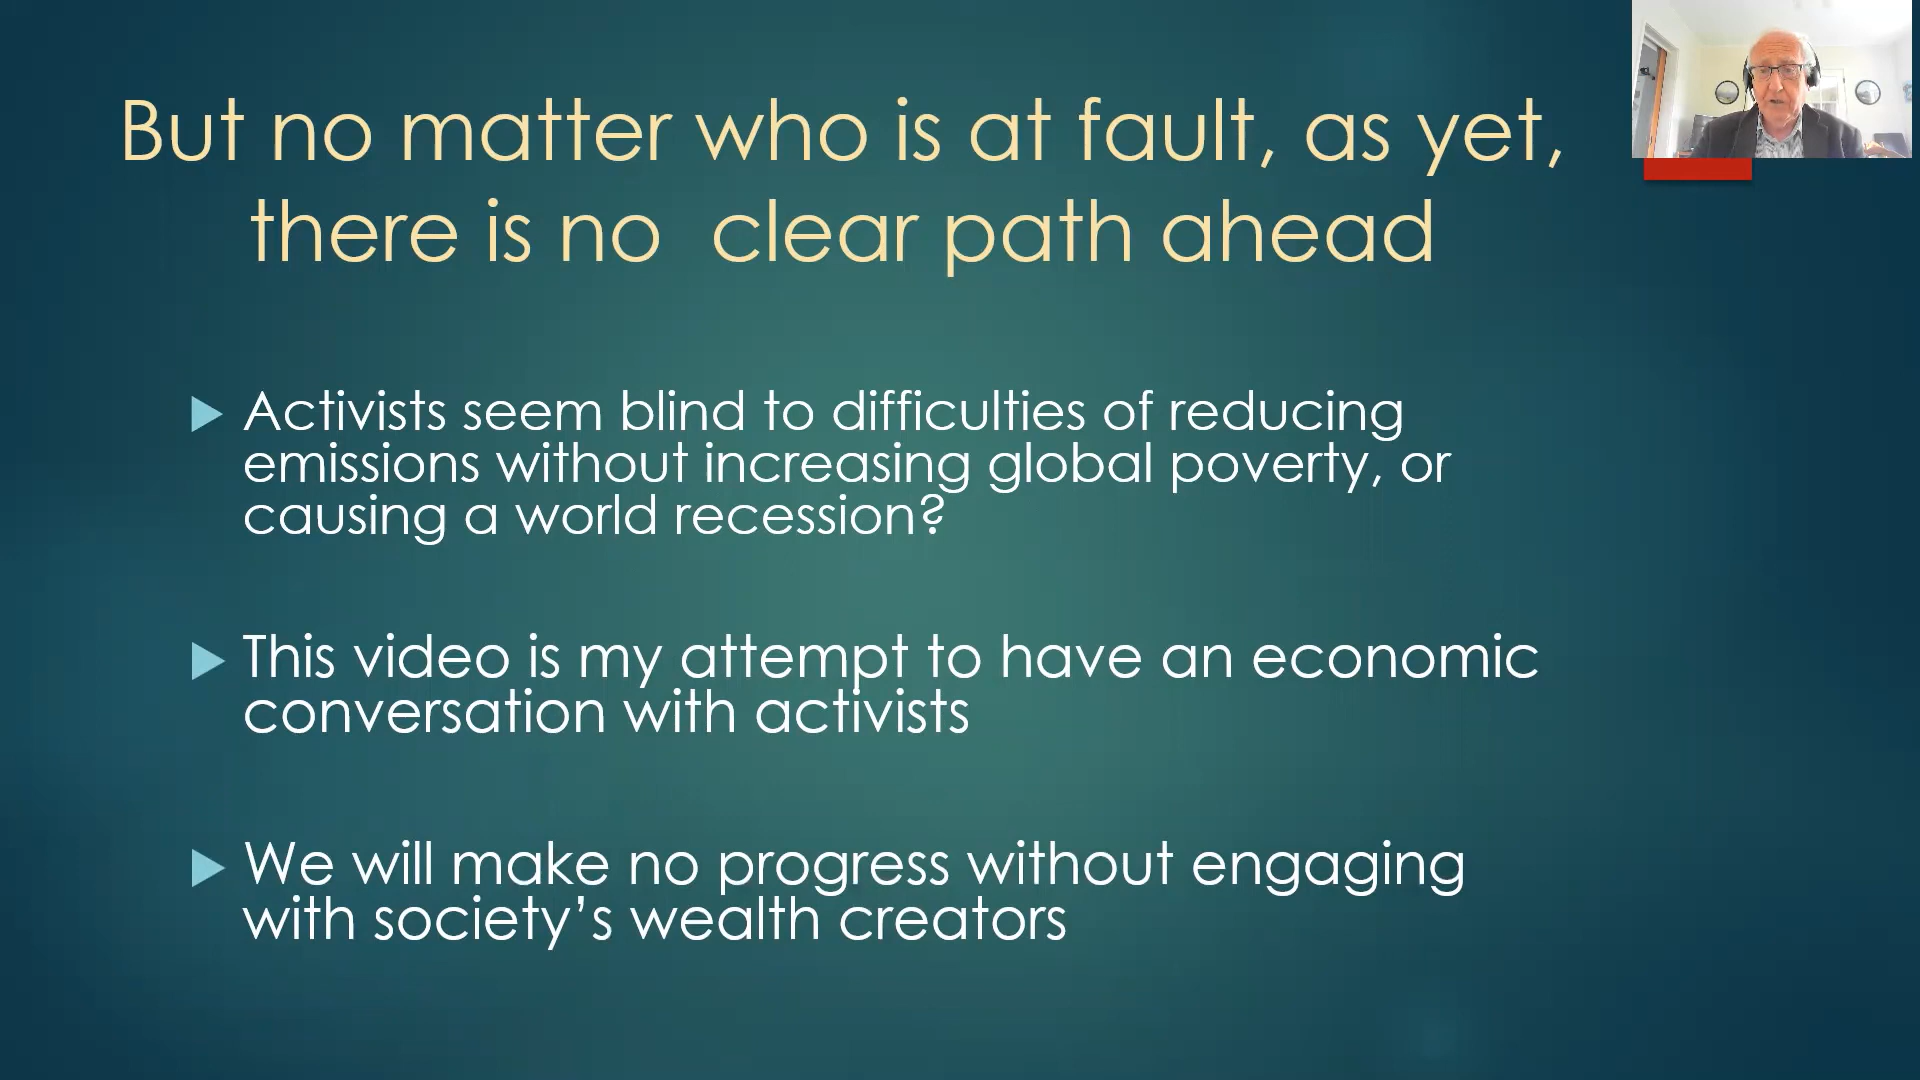 But no matter who is at fault, as yet,
there is no  clear path ahead
Activists seem blind to difficulties of reducing
emissions without increasing global poverty, or
causing a world recession?
This video is my attempt to have an economic
conversation with activists
We will make no progress without engaging
with society’s wealth creators